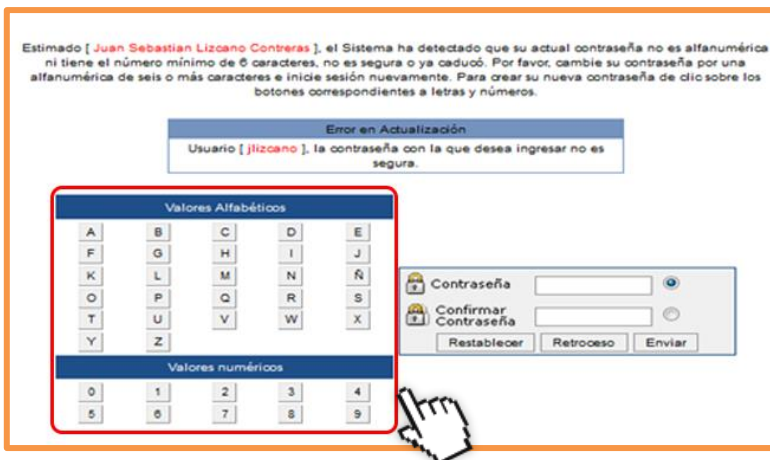 Estimado [ Juan Sebastian Lizcano Contreras ], el Sistema ha detectado que su actual contraseña no es alfanumérica
ni tiene el número mínimo de 6 caracteres, no es segura o ya caducó. Por favor, cambie su contraseña por una
alfanumérica de seis o más caracteres e inicie sesión nuevamente. Para crear su nueva contraseña de clic sobre los
botones correspondientes a letras y números.
Error en Actualización
Usuario [ jlizcano ], la contraseña con la que desea ingresar no es
segura.
Valores Alfabéticos
A B C D E
F G H I J
K L M N Ñ
O P Q R S
T U V W X
Y Z
Valores numéricos
0 1 2 3 4
5 6 7 8 9
Contraseña
Confirmar
Contraseña
Restablecer Retroceso Enviar